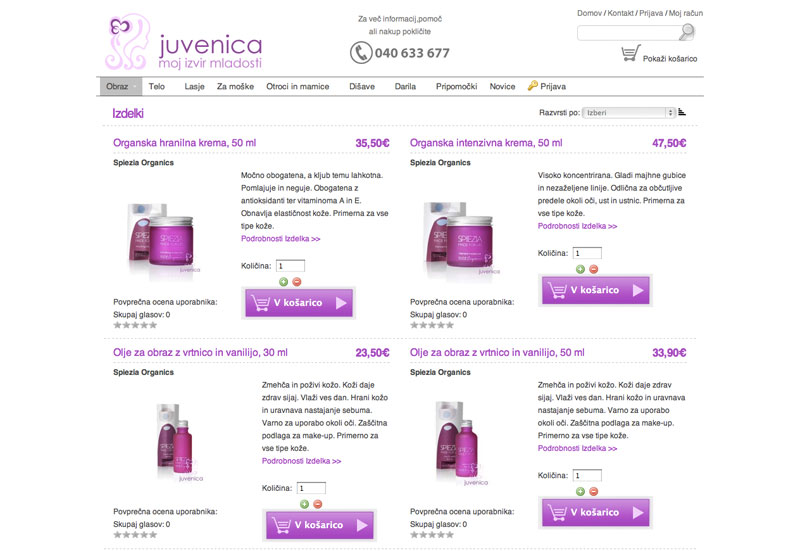 juvenica
moj izvir mladosti
Za več informacij,pomoč
ali nakup pokličite
040 633 677
Domov / Kontakt / Prijava / Moj račun
Pokaži košarico
Obraz Telo Lasje Za moške Otroci in mamice Dišave Darila Pripomočki Novice Prijava
Izdelki
Razvrsti po: Izberi
Organska hranilna krema, 50 ml 35,50€
Spiezia Organics
Močno obogatena, a kljub temu lahkotna.
Pomlajuje in neguje. Obogatena z
antioksidanti ter vitaminoma A in E.
Obnavlja elastičnost kože. Primerna za vse
tipe kože.
Podrobnosti Izdelka >>
SPIEZIA
juvenica
Količina: 1
V košarico
Povprečna ocena uporabnika:
Skupaj glasov: 0
Organska intenzivna krema, 50 ml 47,50€
Spiezia Organics
Visoko koncentrirana. Gladi majhne gubice
in nezaželjene linije. Odlična za občutljive
predele okoli oči, ust in ustnic. Primerna za
vse tipe kože.
Podrobnosti Izdelka >>
SPIEZIA
juvenica
Količina: 1
V košarico
Povprečna ocena uporabnika:
Skupaj glasov: 0
Olje za obraz z vrtnico in vanilijo, 30 ml 23,50€
Spiezia Organics
Zmehča in poživi kožo. Koži daje
zdrav sijaj. Vlaži ves dan. Hrani kožo
in uravnava nastajanje sebuma.
Varno za uporabo okoli oči. Zaščitna
podlaga za make-up. Primerno za
vse tipe kože.
Podrobnosti Izdelka >>
juvenica
Količina: 1
V košarico
Povprečna ocena uporabnika:
Skupaj glasov: 0
Olje za obraz z vrtnico in vanilijo, 50 ml 33,90€
Spiezia Organics
Zmehča in poživi kožo. Koži daje zdrav
sijaj. Vlaži ves dan. Hrani kožo in uravnava
nastajanje sebuma. Varno za uporabo
okoli oči. Zaščitna podlaga za make-up.
Primerno za vse tipe kože.
Podrobnosti Izdelka >>
juvenica
Količina: 1
V košarico
Povprečna ocena uporabnika:
Skupaj glasov: 0